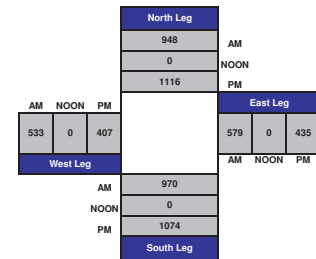 North Leg
948 AM
0 NOON
1116 PM
AM NOON PM
East Leg
533 0 407
579 0 435
West Leg
AM NOON PM
AM 970
NOON 0
PM 1074
South Leg